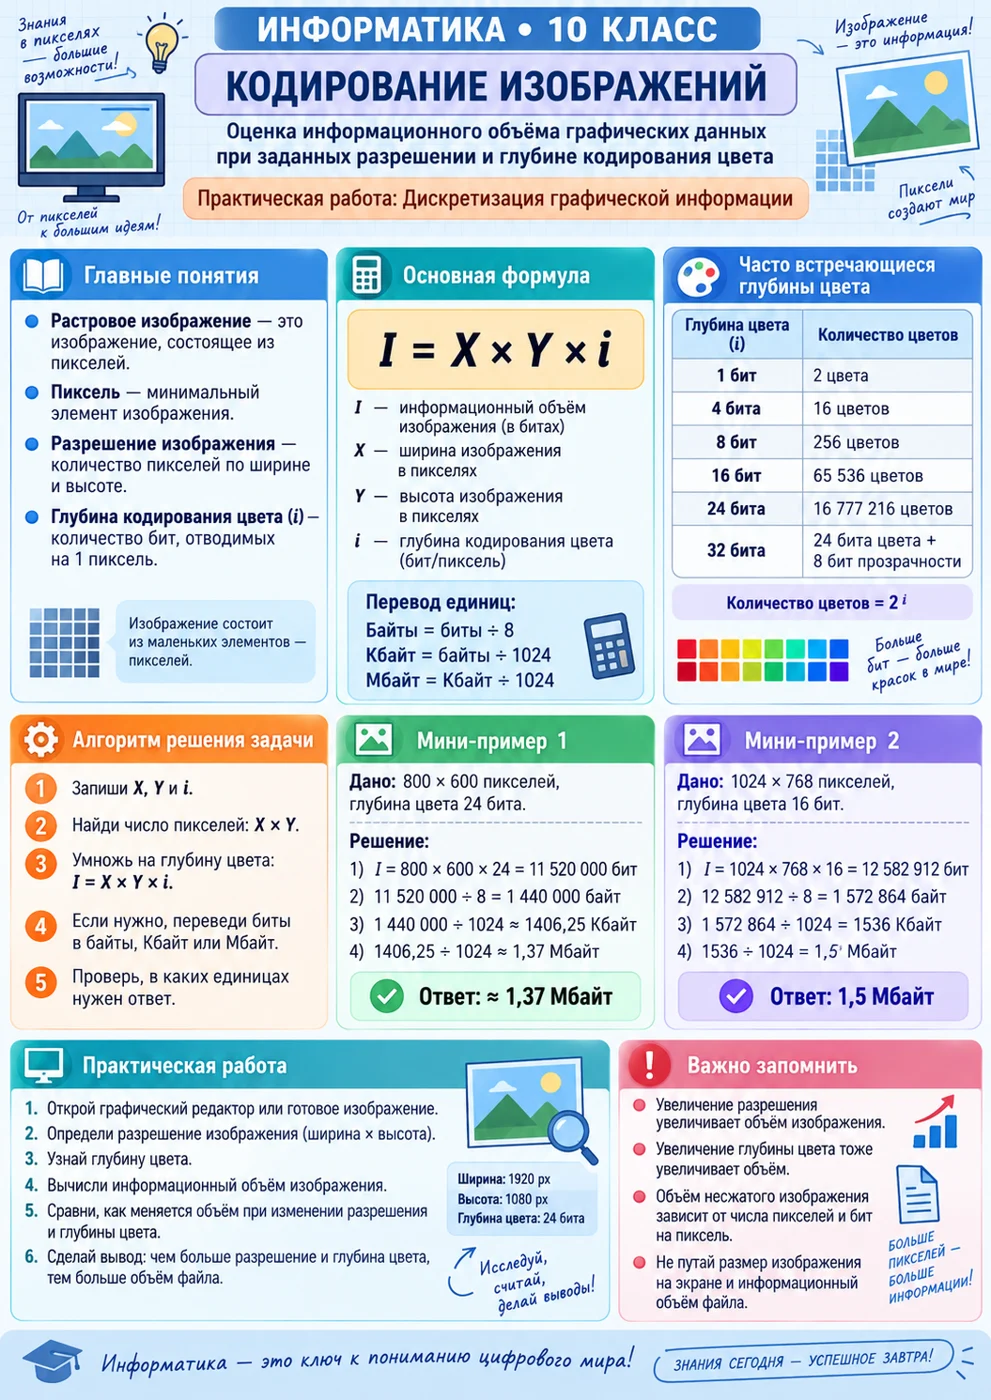 Знания
в пикселях
— большие
возможности!
ИНФОРМАТИКА • 10 КЛАСС
КОДИРОВАНИЕ ИЗОБРАЖЕНИЙ
Оценка информационного объёма графических данных
при заданных разрешении и глубине кодирования цвета
Практическая работа: Дискретизация графической информации
Изображение
— это информация!
От пикселей
к большим идеям!
Пиксели
создают мир
Главные понятия
Растровое изображение — это
изображение, состоящее из
пикселей.
Пиксель — минимальный
элемент изображения.
Разрешение изображения —
количество пикселей по ширине
и высоте.
Глубина кодирования цвета (i) —
количество бит, отводимых
на 1 пиксель.
Изображение состоит
из маленьких элементов —
пикселей.
Основная формула
I = X × Y × i
I — информационный объём
изображения (в битах)
X — ширина изображения
в пикселях
Y — высота изображения
в пикселях
i — глубина кодирования цвета
(бит/пиксель)
Перевод единиц:
Байты = биты ÷ 8
Кбайт = байты ÷ 1024
Мбайт = Кбайт ÷ 1024
Часто встречающиеся
глубины цвета
Глубина цвета (i) Количество цветов
1 бит 2 цвета
4 бита 16 цветов
8 бит 256 цветов
16 бит 65 536 цветов
24 бита 16 777 216 цветов
32 бита 24 бита цвета +
8 бит прозрачности
Количество цветов = 2 i
Больше
бит — больше
красок в мире!
Алгоритм решения задачи
1 Запиши X, Y и i.
2 Найди число пикселей: X × Y.
3 Умножь на глубину цвета:
I = X × Y × i.
4 Если нужно, переведи биты
в байты, Кбайт или Мбайт.
5 Проверь, в каких единицах
нужен ответ.
Мини-пример 1
Дано: 800 × 600 пикселей,
глубина цвета 24 бита.
Решение:
1) I = 800 × 600 × 24 = 11 520 000 бит
2) 11 520 000 ÷ 8 = 1 440 000 байт
3) 1 440 000 ÷ 1024 ≈ 1406,25 Кбайт
4) 1406,25 ÷ 1024 ≈ 1,37 Мбайт
Ответ: ≈ 1,37 Мбайт
Мини-пример 2
Дано: 1024 × 768 пикселей,
глубина цвета 16 бит.
Решение:
1) I = 1024 × 768 × 16 = 12 582 912 бит
2) 12 582 912 ÷ 8 = 1 572 864 байт
3) 1 572 864 ÷ 1024 = 1536 Кбайт
4) 1536 ÷ 1024 = 1,5 Мбайт
Ответ: 1,5 Мбайт
Практическая работа
1. Открой графический редактор или готовое изображение.
2. Определи разрешение изображения (ширина × высота).
3. Узнай глубину цвета.
4. Вычисли информационный объём изображения.
5. Сравни, как меняется объём при изменении разрешения
и глубины цвета.
6. Сделай вывод: чем больше разрешение и глубина цвета,
тем больше объём файла.
Ширина: 1920 px
Высота: 1080 px
Глубина цвета: 24 бита
Исследуй,
считай,
делай выводы!
Важно запомнить
Увеличение разрешения
увеличивает объём изображения.
Увеличение глубины цвета тоже
увеличивает объём.
Объём несжатого изображения
зависит от числа пикселей и бит
на пиксель.
Не путай размер изображения
на экране и информационный
объём файла.
БОЛЬШЕ
ПИКСЕЛЕЙ —
БОЛЬШЕ
ИНФОРМАЦИИ!
Информатика — это ключ к пониманию цифрового мира!
ЗНАНИЯ СЕГОДНЯ — УСПЕШНОЕ ЗАВТРА!